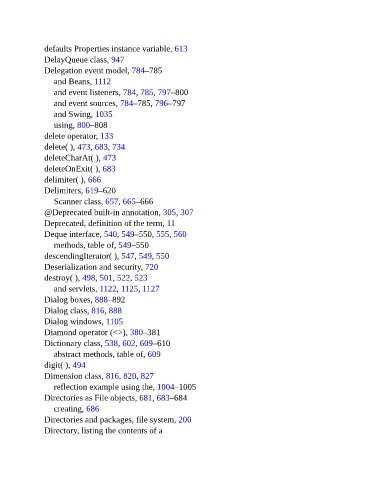 defaults Properties instance variable, 613
DelayQueue class, 947
Delegation event model, 784–785
and Beans, 1112
and event listeners, 784, 785, 797–800
and event sources, 784–785, 796–797
and Swing, 1035
using, 800–808
delete operator, 133
delete( ), 473, 683, 734
deleteCharAt( ), 473
deleteOnExit( ), 683
delimiter( ), 666
Delimiters, 619–620
Scanner class, 657, 665–666
@Deprecated built-in annotation, 305, 307
Deprecated, definition of the term, 11
Deque interface, 540, 549–550, 555, 560
methods, table of, 549–550
descendingIterator( ), 547, 549, 550
Deserialization and security, 720
destroy( ), 498, 501, 522, 523
and servlets, 1122, 1125, 1127
Dialog boxes, 888–892
Dialog class, 816, 888
Dialog windows, 1105
Diamond operator (<>), 380–381
Dictionary class, 538, 602, 609–610
abstract methods, table of, 609
digit( ), 494
Dimension class, 816, 820, 827
reflection example using the, 1004–1005
Directories as File objects, 681, 683–684
creating, 686
Directories and packages, file system, 200
Directory, listing the contents of a